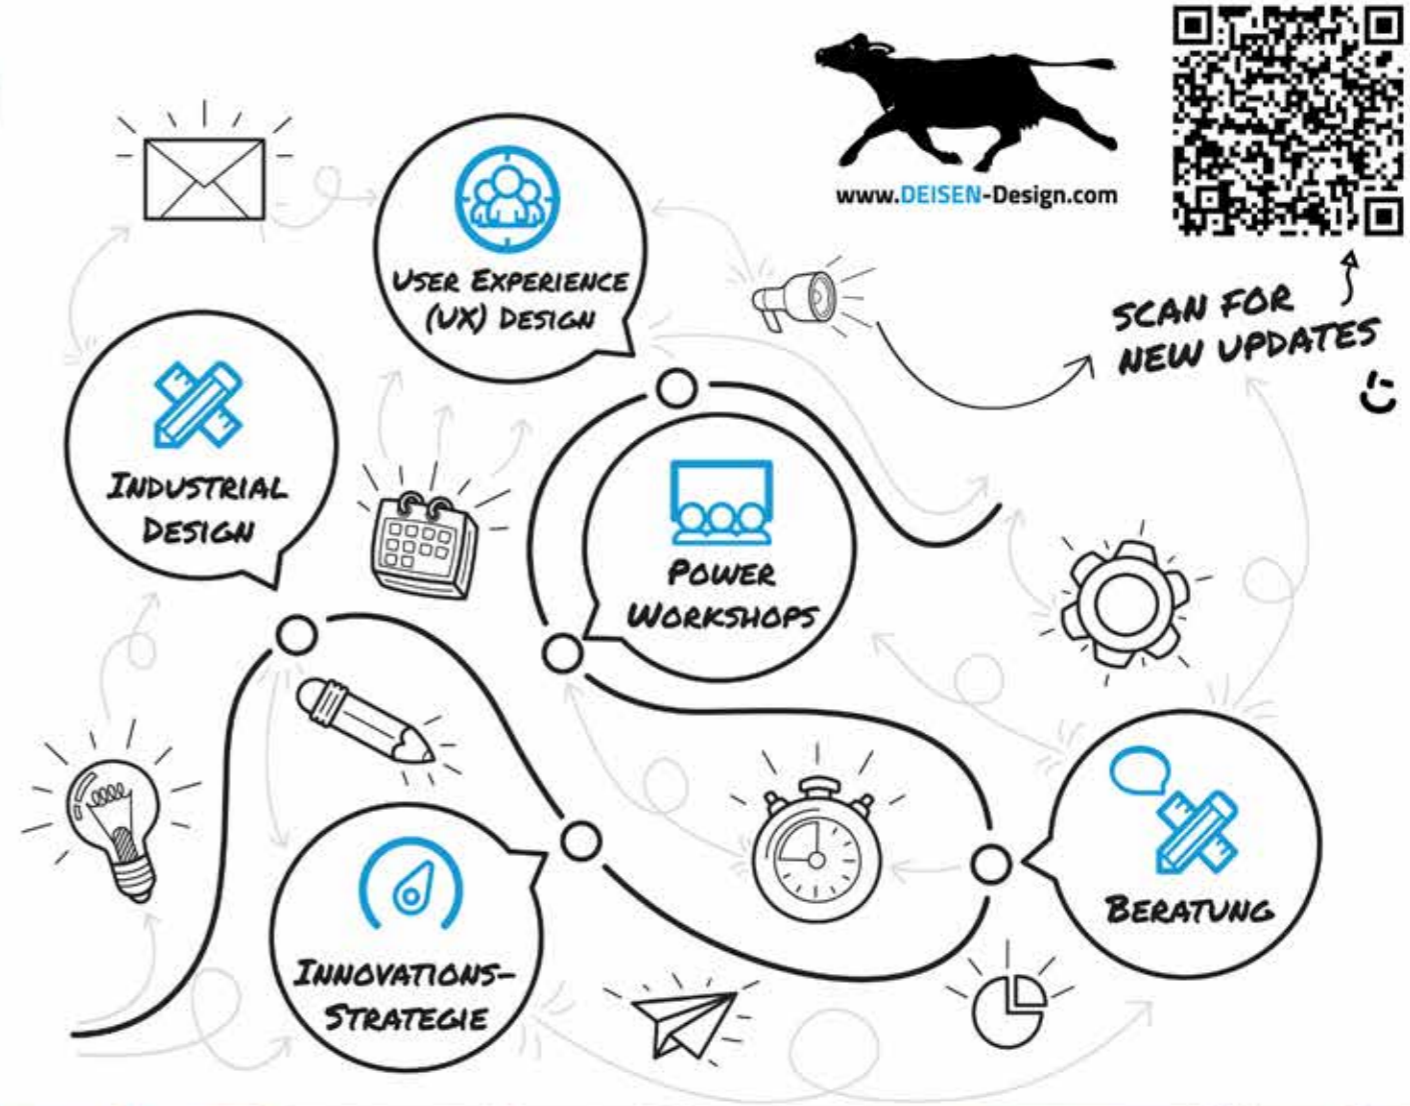 www.DEISEN-Design.com
SCAN FOR
NEW UPDATES
USER EXPERIENCE
(UX) DESIGN
INDUSTRIAL
DESIGN
POWER
WORKSHOPS
BERATUNG
INNOVATIONS-
STRATEGIE